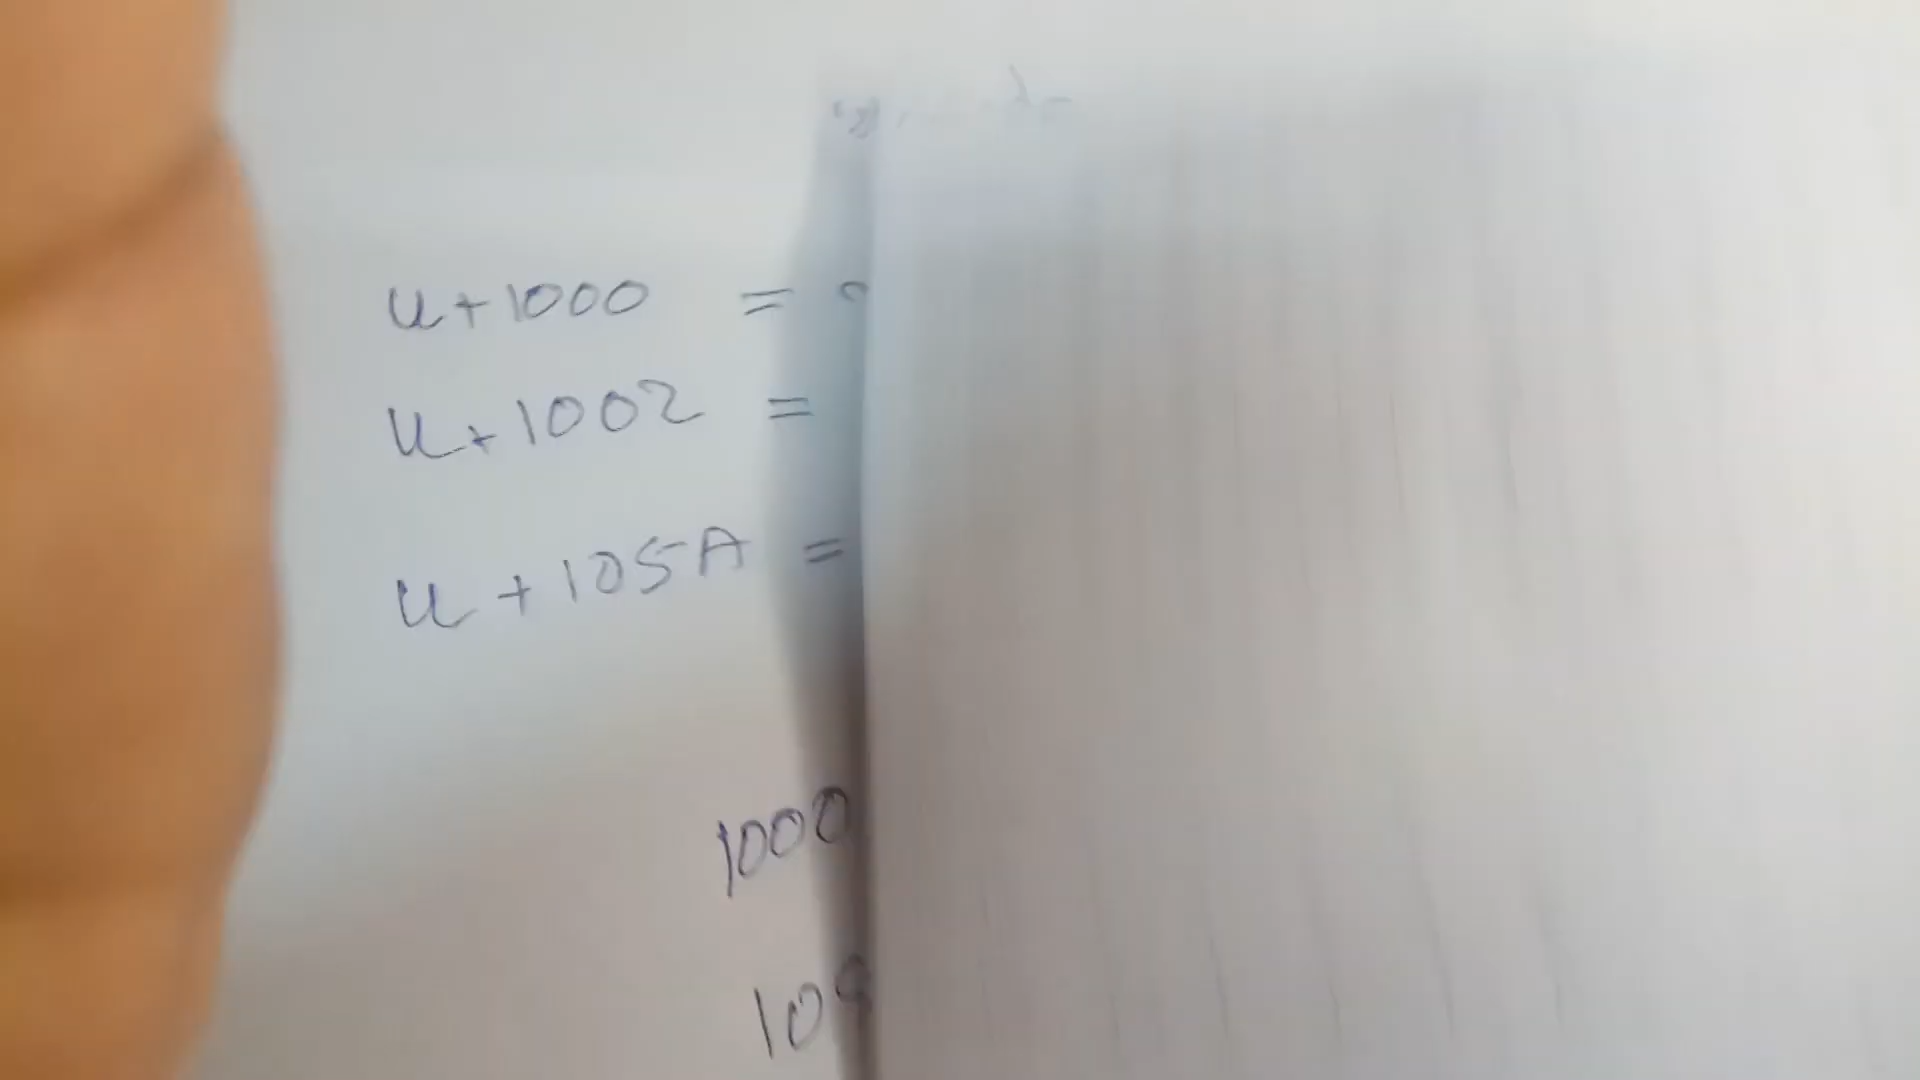 u+1000 =
u+1002 =
u+105A =
1000